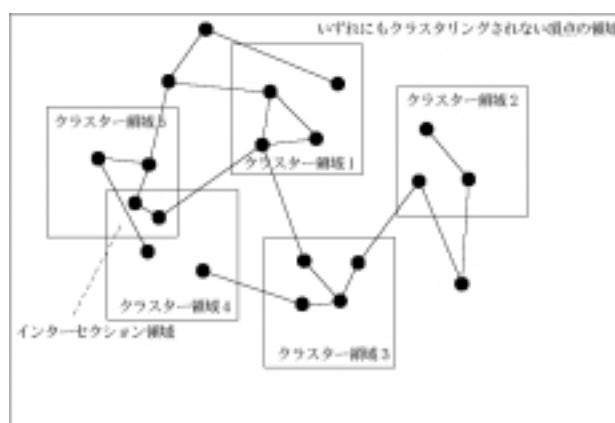 いずれにもクラスタリングされない頂点の領域
クラスター領域2
クラスター領域5
クラスター領域1
クラスター領域4
インターセクション領域
クラスター領域3